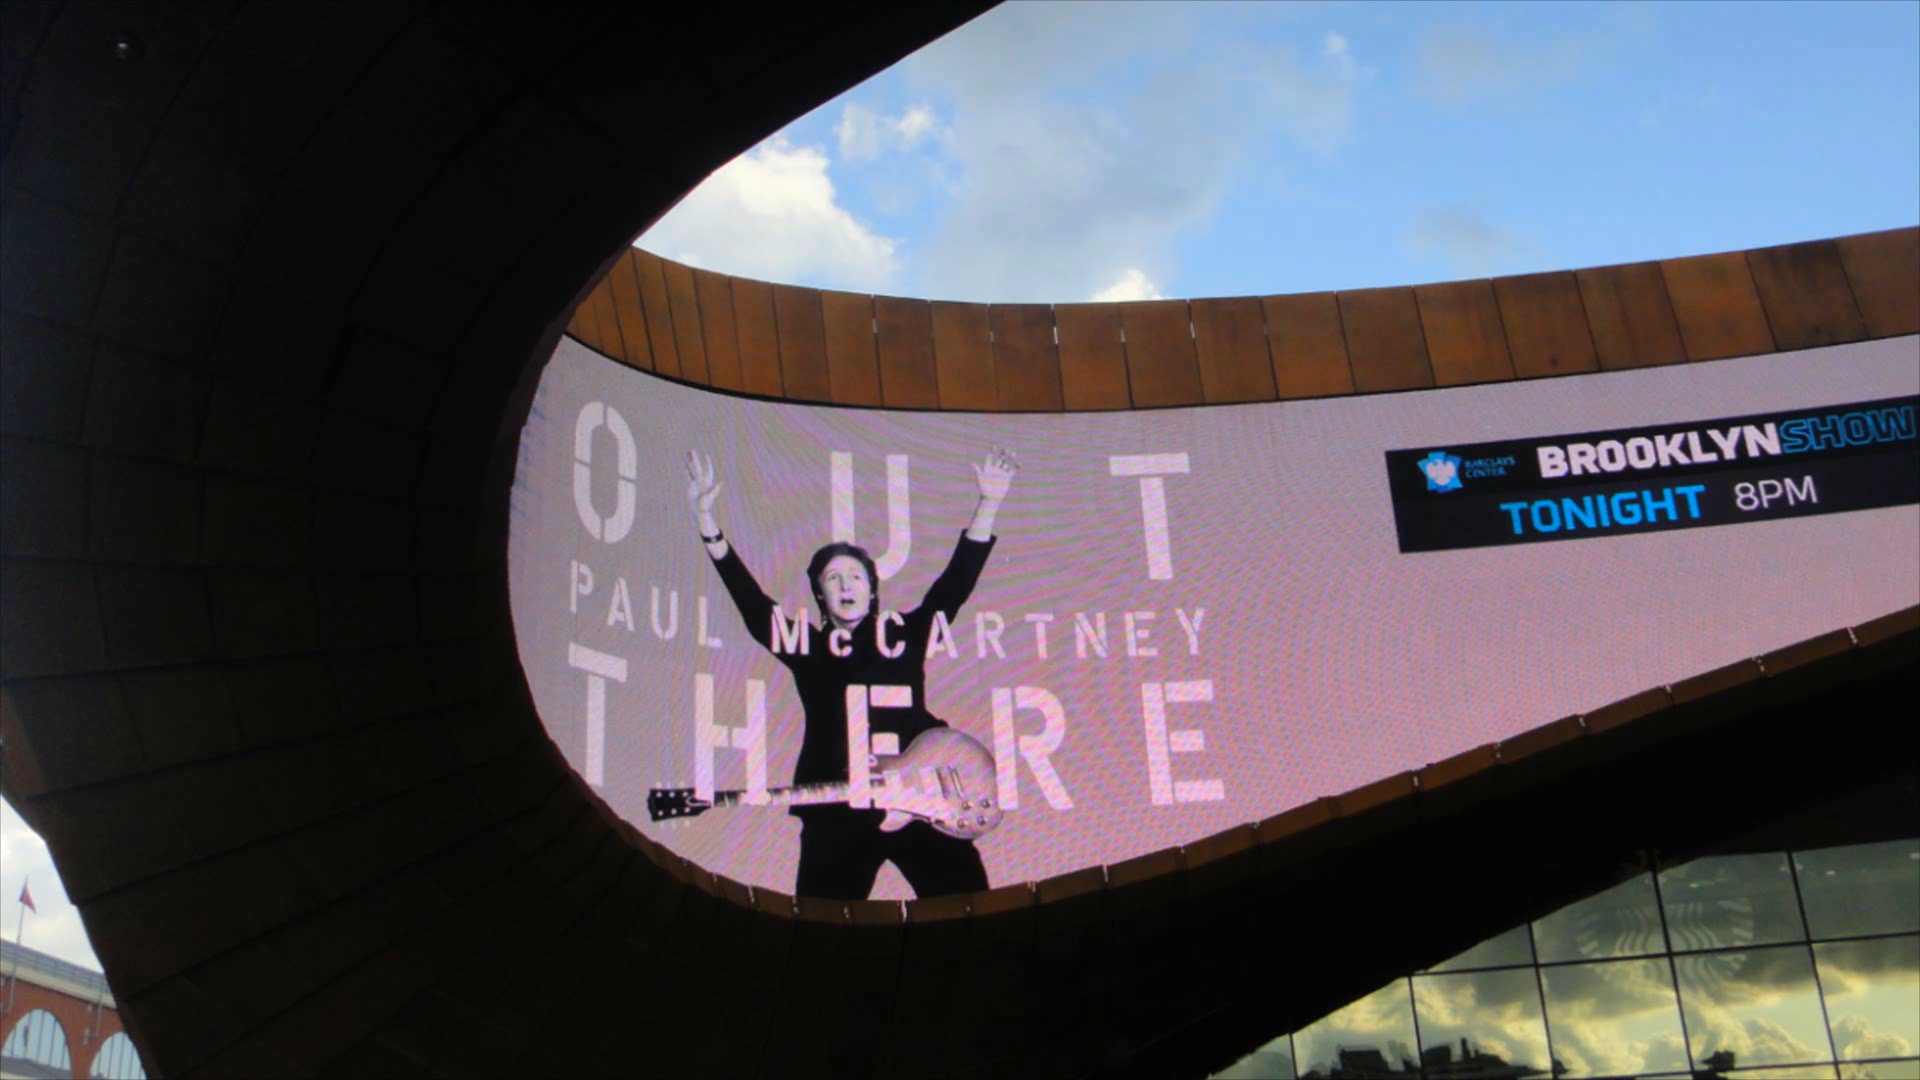 OUT
PAUL McCARTNEY
THERE
BARCLAYS
CENTER
BROOKLYNSHOW
TONIGHT 8PM